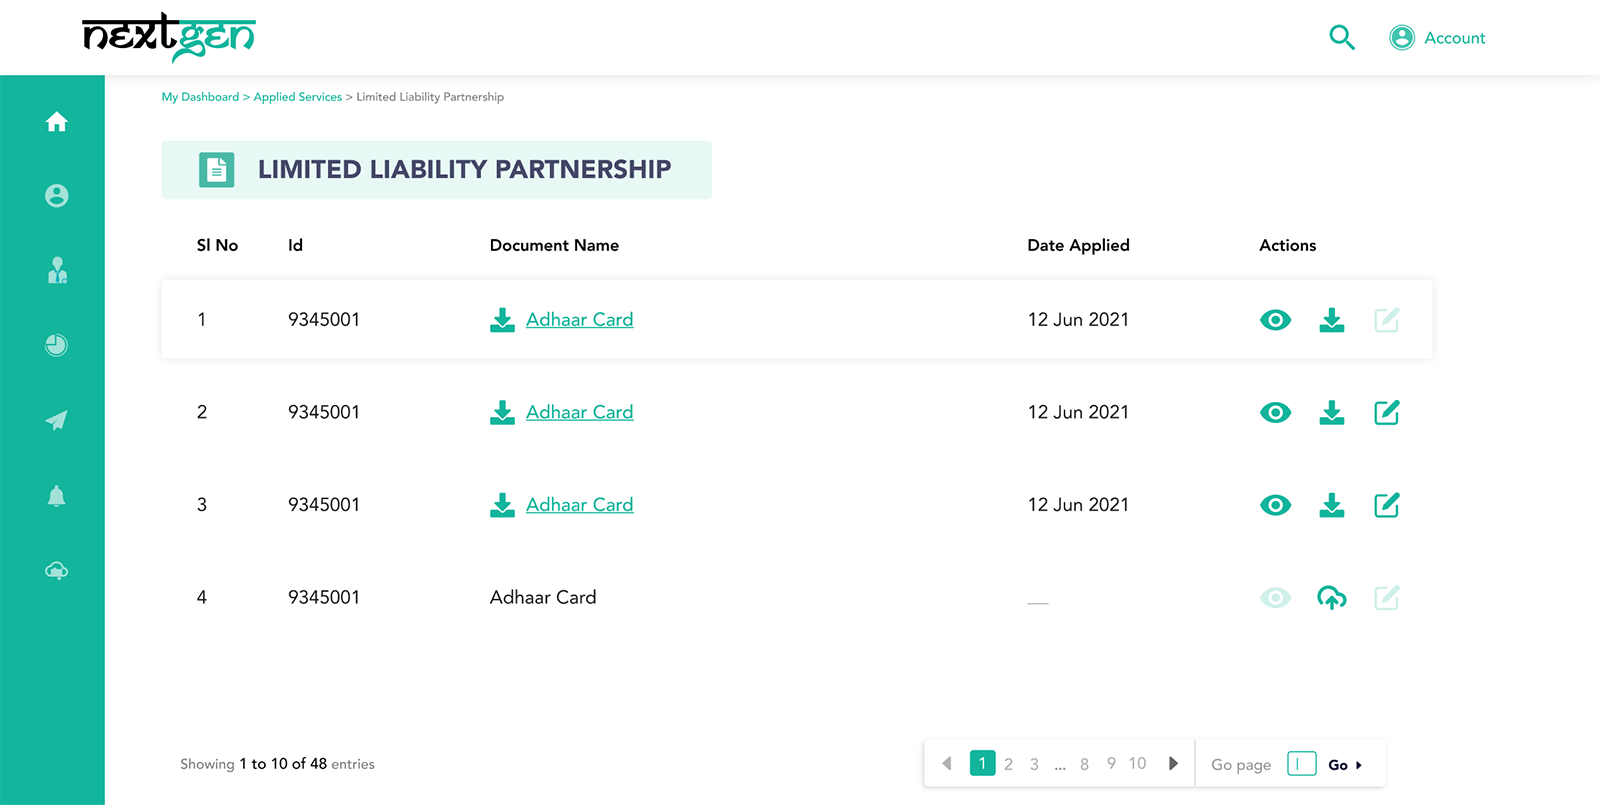 nextgen
Account
My Dashboard > Applied Services > Limited Liability Partnership
LIMITED LIABILITY PARTNERSHIP
Sl No Id Document Name Date Applied Actions
1 9345001 Adhaar Card 12 Jun 2021
2 9345001 Adhaar Card 12 Jun 2021
3 9345001 Adhaar Card 12 Jun 2021
4 9345001 Adhaar Card __
Showing 1 to 10 of 48 entries 1 2 3 ... 8 9 10 Go page Go